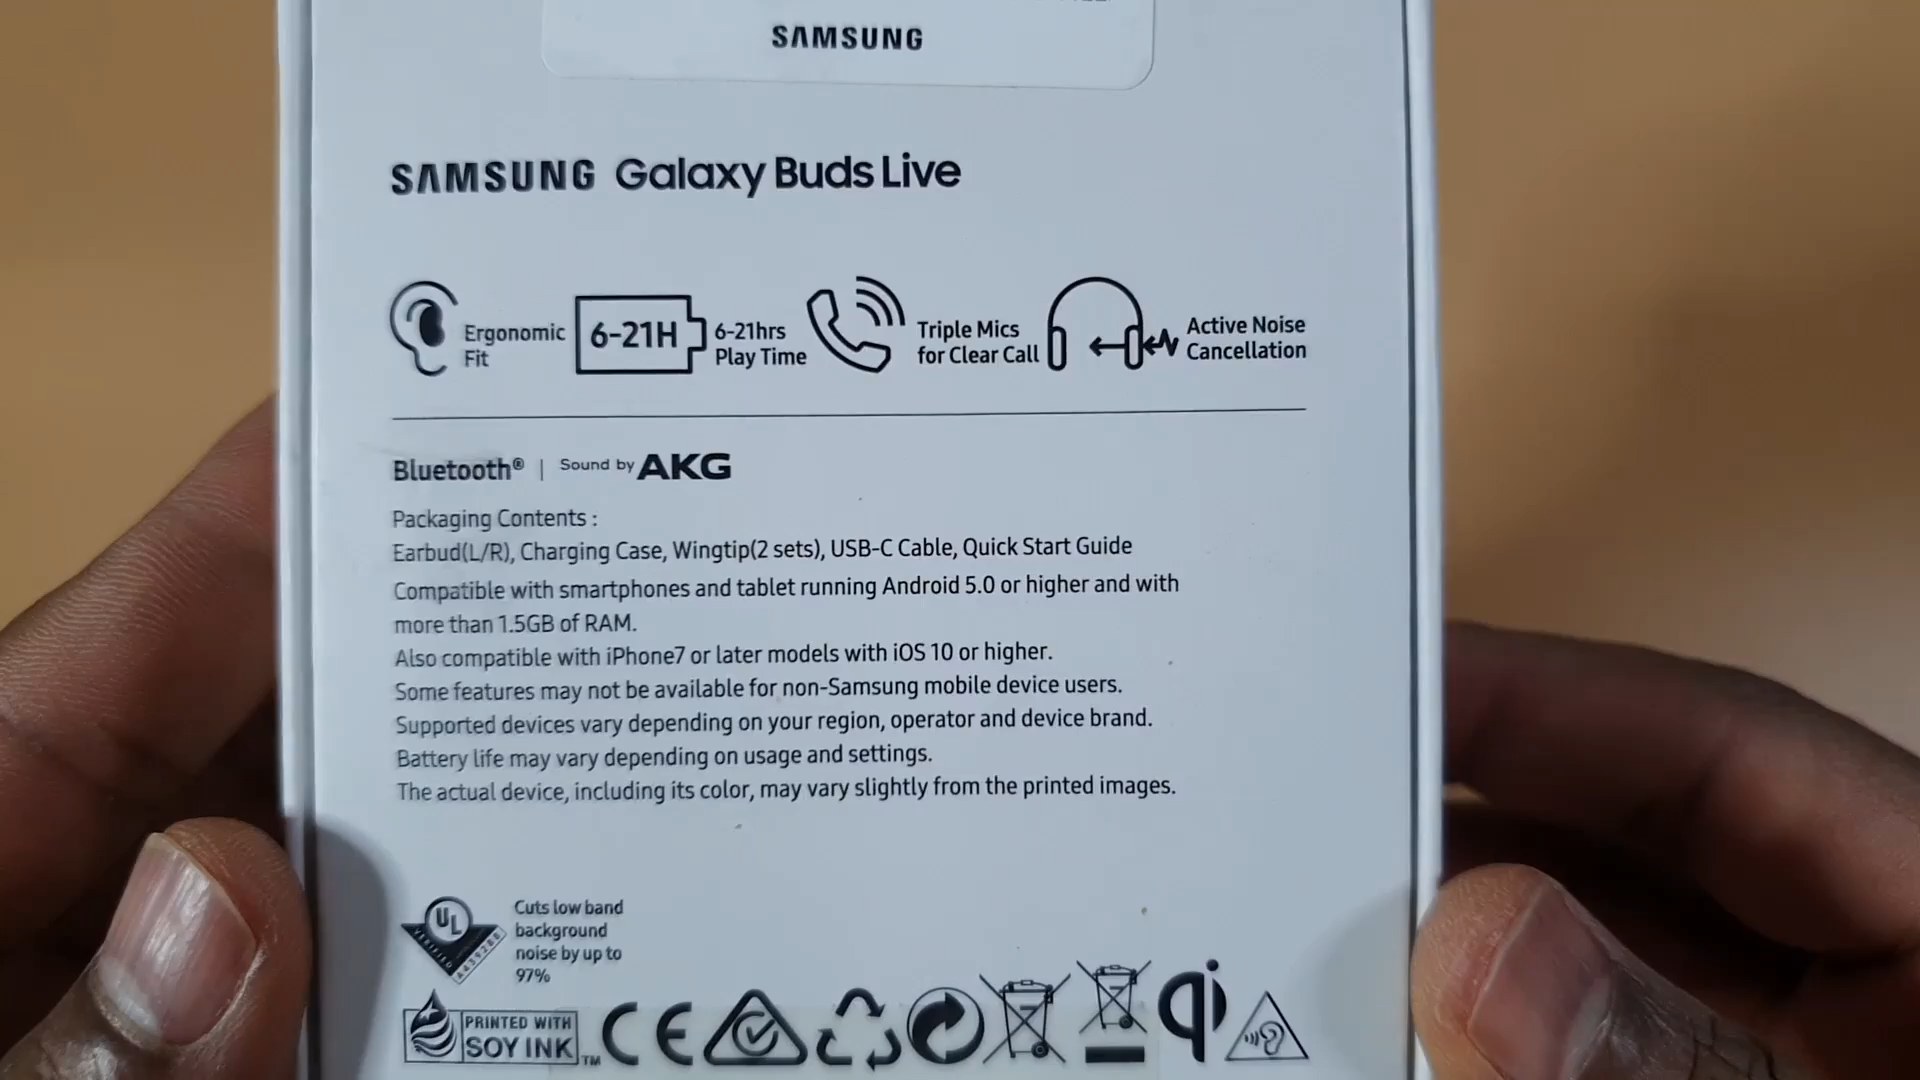 SAMSUNG
SAMSUNG Galaxy Buds Live
Ergonomic
Fit
6-21H
6-21hrs
Play Time
Triple Mics
for Clear Call
Active Noise
Cancellation
Bluetooth® | Sound by AKG
Packaging Contents :
Earbud(L/R), Charging Case, Wingtip(2 sets), USB-C Cable, Quick Start Guide
Compatible with smartphones and tablet running Android 5.0 or higher and with
more than 1.5GB of RAM.
Also compatible with iPhone7 or later models with iOS 10 or higher.
Some features may not be available for non-Samsung mobile device users.
Supported devices vary depending on your region, operator and device brand.
Battery life may vary depending on usage and settings.
The actual device, including its color, may vary slightly from the printed images.
UL
VERIFIED
Cuts low band
background
noise by up to
97%
PRINTED WITH
SOY INK™
CE
qi